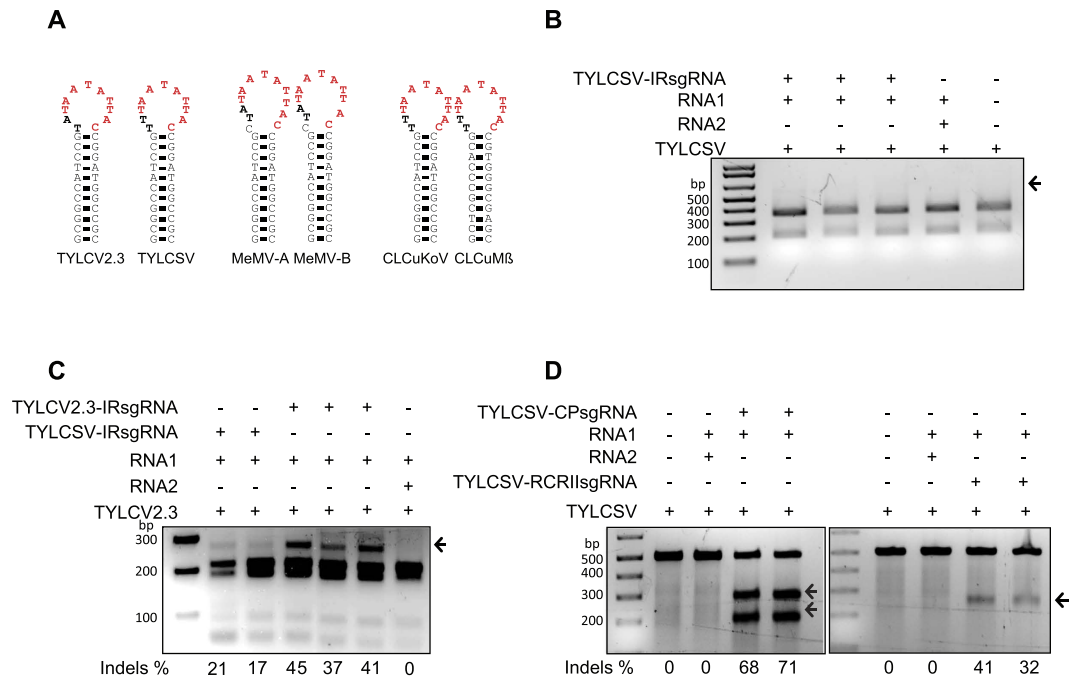 A
TYLCV2.3 TYLCSV MeMV-A MeMV-B CLCuKoV CLCuMß
B
TYLCSV-IRsgRNA + + + - -
RNA1 + + + + -
RNA2 - - - + -
TYLCSV + + + + +
bp
500
400
300
200
100
C
TYLCV2.3-IRsgRNA - - + + + -
TYLCSV-IRsgRNA + + - - - -
RNA1 + + + + + +
RNA2 - - - - - +
TYLCV2.3 + + + + + +
bp
300
200
100
Indels % 21 17 45 37 41 0
D
TYLCSV-CPsgRNA - - + + - - - -
RNA1 - + + + - + + +
RNA2 - + - - - + - -
TYLCSV-RCRIIsgRNA - - - - - - + +
TYLCSV + + + + + + + +
bp
500
400
300
200
0 0 68 71 0 0 41 32
Indels %